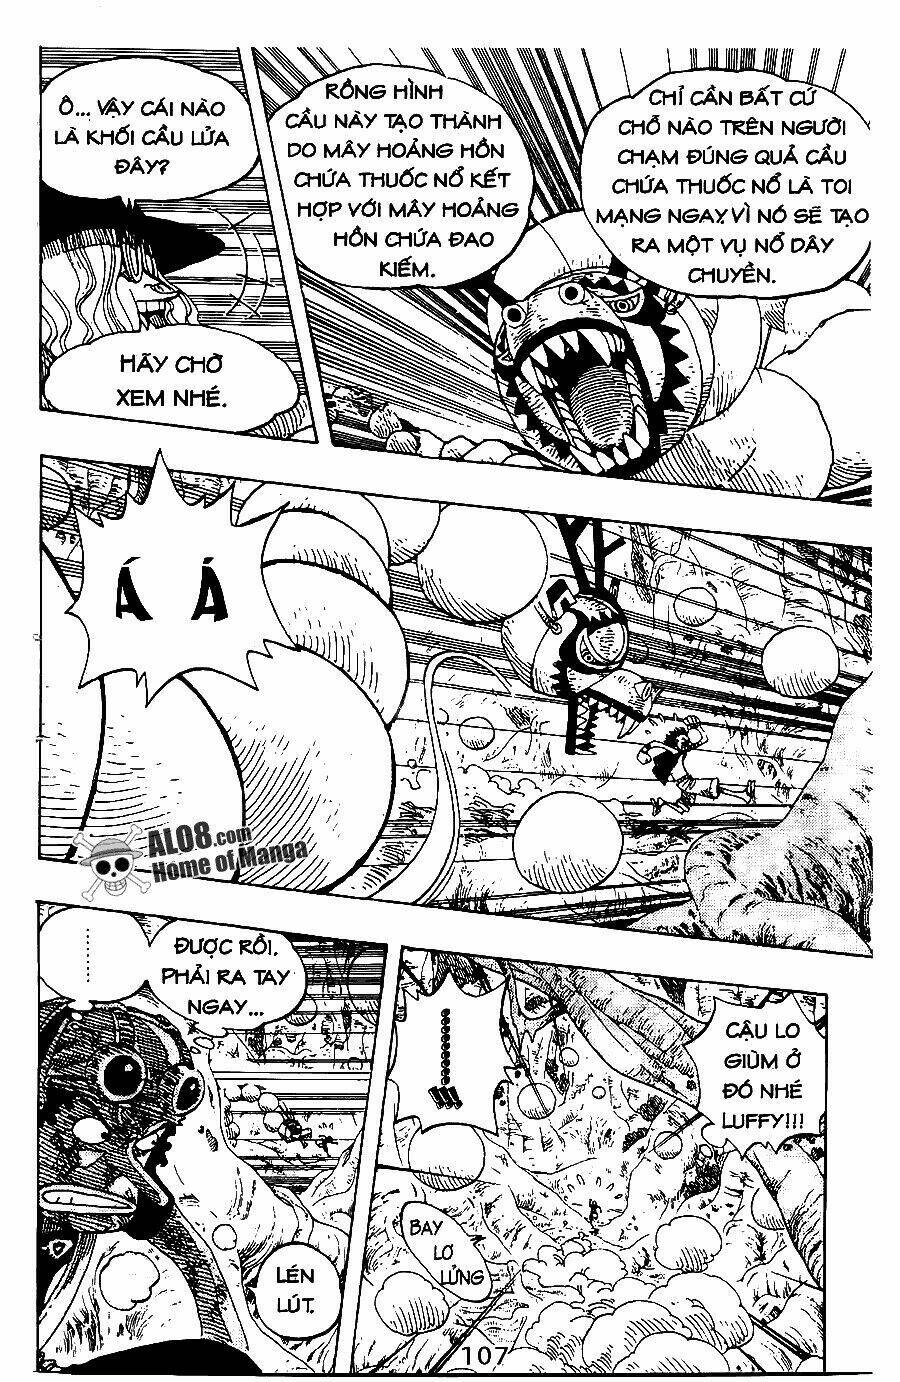 Ô... VẬY CÁI NÀO
LÀ KHỐI CẦU LỬA
ĐÂY?
HÃY CHỜ
XEM NHÉ.
RỒNG HÌNH
CẦU NÀY TẠO THÀNH
DO MÂY HOẢNG HỒN
CHỨA THUỐC NỔ KẾT
HỢP VỚI MÂY HOẢNG
HỒN CHỨA ĐAO
KIẾM.
CHỈ CẦN BẤT CỨ
CHỖ NÀO TRÊN NGƯỜI
CHẠM ĐÚNG QUẢ CẦU
CHỨA THUỐC NỔ LÀ TOI
MẠNG NGAY. VÌ NÓ SẼ TẠO
RA MỘT VỤ NỔ DÂY
CHUYỀN.
Á Á
ALO8.com
Home of Manga
........
ĐƯỢC RỒI.
PHẢI RA TAY
NGAY...
LÉN
LÚT.
........!!!
CẬU LO
GIÙM Ở
ĐÓ NHÉ
LUFFY!!!
BAY
LƠ
LỬNG
107